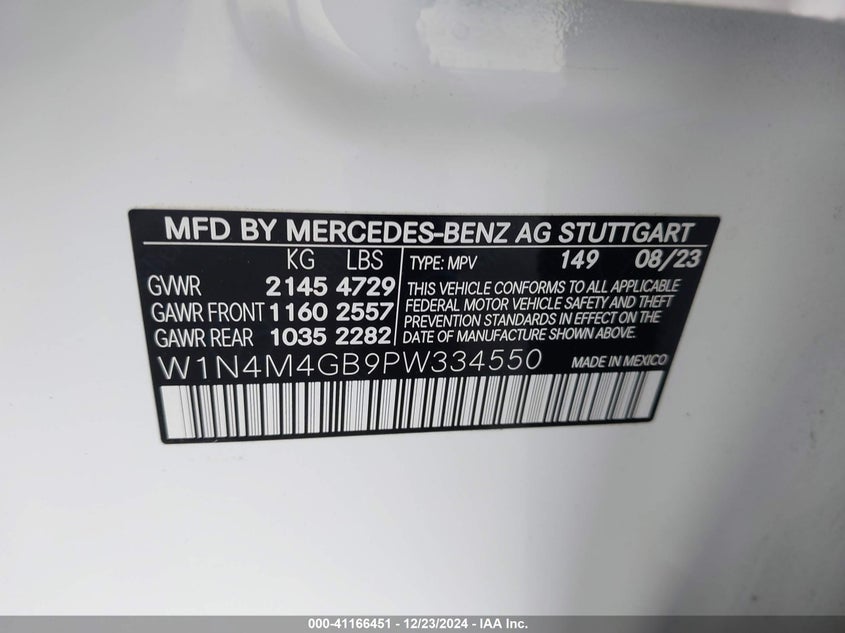 MFD BY MERCEDES-BENZ AG STUTTGART
KG LBS
GVWR 2145 4729
GAWR FRONT 1160 2557
GAWR REAR 1035 2282
TYPE: MPV 149 08/23
THIS VEHICLE CONFORMS TO ALL APPLICABLE
FEDERAL MOTOR VEHICLE SAFETY AND THEFT
PREVENTION STANDARDS IN EFFECT ON THE
DATE OF MANUFACTURE SHOWN ABOVE.
W1N4M4GB9PW334550 MADE IN MEXICO
000-41166451 - 12/23/2024 - IAA Inc.